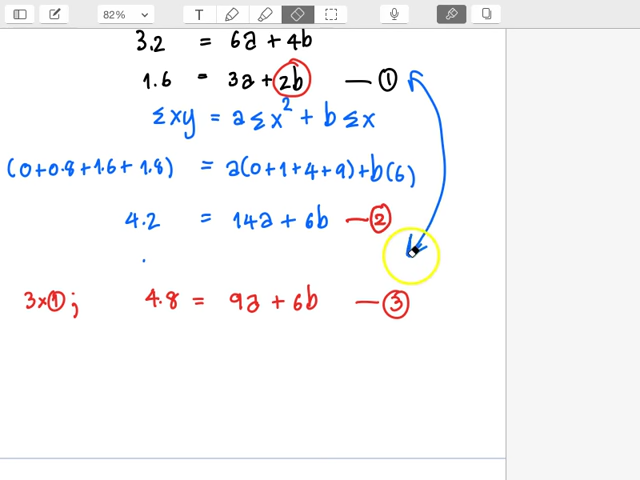 82%
3.2 = 6a + 4b
1.6 = 3a + 2b — ①
Σxy = aΣx² + bΣx
(0+0.8+1.6+1.8) = a(0+1+4+9)+b(6)
4.2 = 14a + 6b — ②
3×①; 4.8 = 9a + 6b — ③